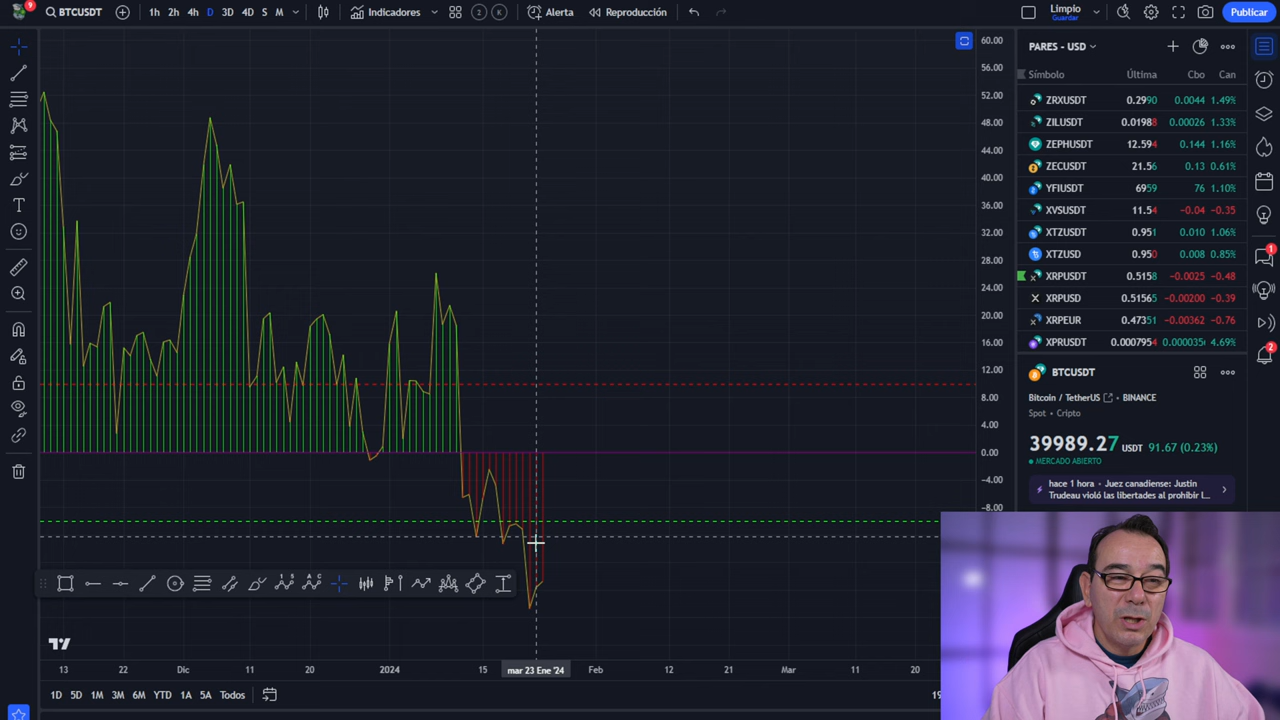 9 BTCUSDT 1h 2h 4h D 3D 4D S M Indicadores 2 K Alerta Reproducción Limpio Guardar Publicar
PARES - USD
Símbolo Última Cbo Can
ZRXUSDT 0.2990 0.0044 1.49%
ZILUSDT 0.01988 0.00026 1.33%
ZEPHUSDT 12.594 0.144 1.16%
ZECUSDT 21.56 0.13 0.61%
YFIUSDT 6959 76 1.10%
XVSUSDT 11.54 -0.04 -0.35
XTZUSDT 0.951 0.010 1.06%
XTZUSD 0.950 0.008 0.85%
XRPUSDT 0.5158 -0.0025 -0.48
XRPUSD 0.51565 -0.00200 -0.39
XRPEUR 0.47351 -0.00362 -0.76
XPRUSDT 0.0007954 0.000035 4.69%
BTCUSDT
Bitcoin / TetherUS • BINANCE
Spot • Cripto
39989.27 USDT 91.67 (0.23%)
MERCADO ABIERTO
hace 1 hora • Juez canadiense: Justin
Trudeau violó las libertades al prohibir l...
1
2
60.00
56.00
52.00
48.00
44.00
40.00
36.00
32.00
28.00
24.00
20.00
16.00
12.00
8.00
4.00
0.00
-4.00
-8.00
13 22 Dic 11 20 2024 15 mar 23 Ene '24 Feb 12 21 Mar 11 20
1D 5D 1M 3M 6M YTD 1A 5A Todos